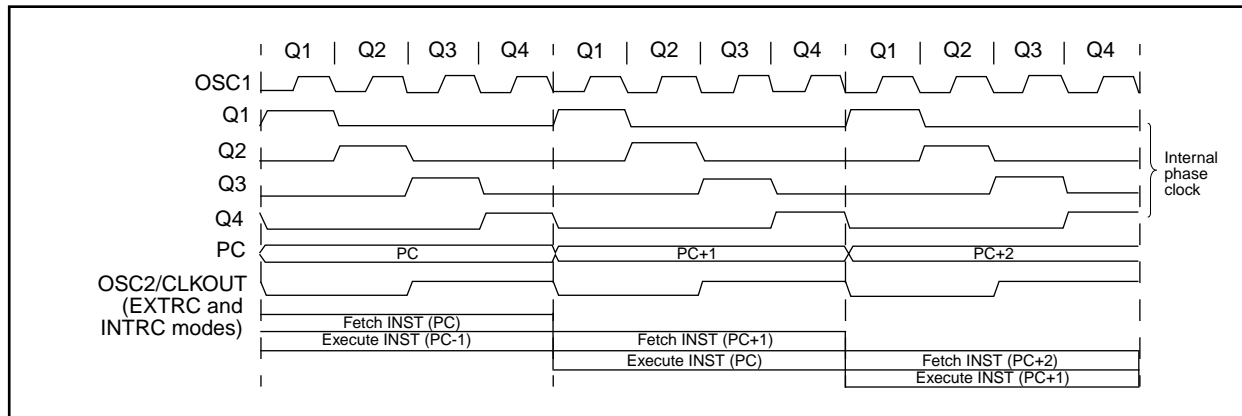 Q1 | Q2 | Q3 | Q4 | Q1 | Q2 | Q3 | Q4 | Q1 | Q2 | Q3 | Q4
OSC1
Q1
Q2
Q3
Q4
Internal
phase
clock
PC
PC
PC+1
PC+2
OSC2/CLKOUT
(EXTRC and
INTRC modes)
Fetch INST (PC)
Execute INST (PC-1)
Fetch INST (PC+1)
Execute INST (PC)
Fetch INST (PC+2)
Execute INST (PC+1)